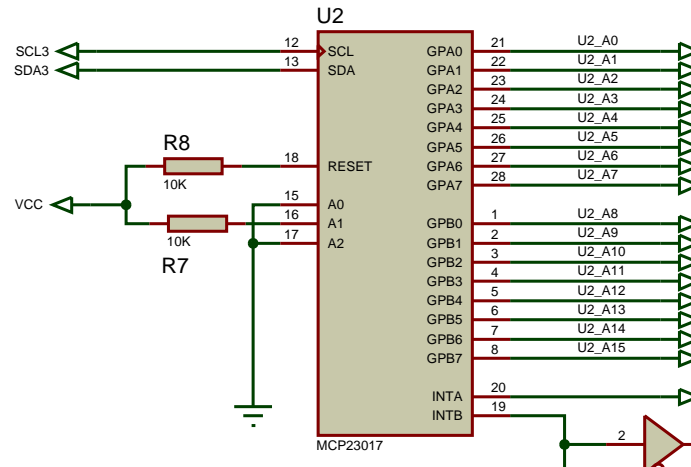 U2
SCL3 12 SCL GPA0 21 U2_A0
SDA3 13 SDA GPA1 22 U2_A1
GPA2 23 U2_A2
GPA3 24 U2_A3
R8 GPA4 25 U2_A4
GPA5 26 U2_A5
18 RESET GPA6 27 U2_A6
10K GPA7 28 U2_A7
VCC 15 A0
16 A1 GPB0 1 U2_A8
10K 17 A2 GPB1 2 U2_A9
R7 GPB2 3 U2_A10
GPB3 4 U2_A11
GPB4 5 U2_A12
GPB5 6 U2_A13
GPB6 7 U2_A14
GPB7 8 U2_A15
INTA 20
INTB 19
MCP23017 2